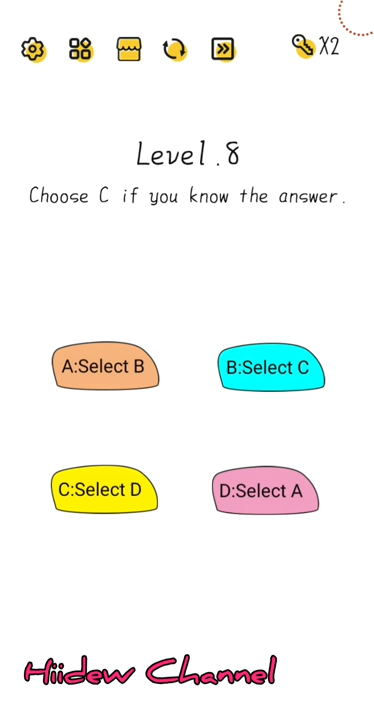 X2
Level.8
Choose C if you know the answer.
A:Select B
B:Select C
C:Select D
D:Select A
Hiidew Channel